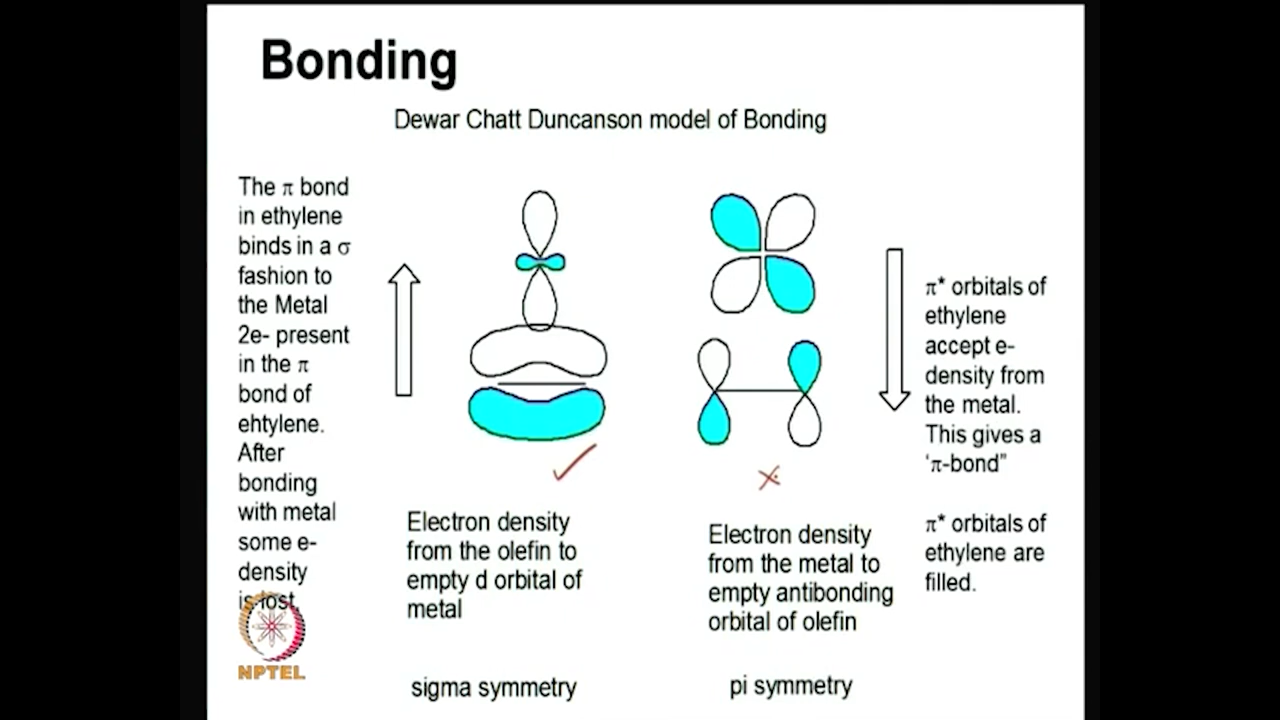 Bonding
Dewar Chatt Duncanson model of Bonding
The π bond
in ethylene
binds in a σ
fashion to
the Metal
2e- present
in the π
bond of
ehtylene.
After
bonding
with metal
some e-
density
is lost.
Electron density
from the olefin to
empty d orbital of
metal
sigma symmetry
Electron density
from the metal to
empty antibonding
orbital of olefin
pi symmetry
π* orbitals of
ethylene
accept e-
density from
the metal.
This gives a
‘π-bond”
π* orbitals of
ethylene are
filled.
NPTEL